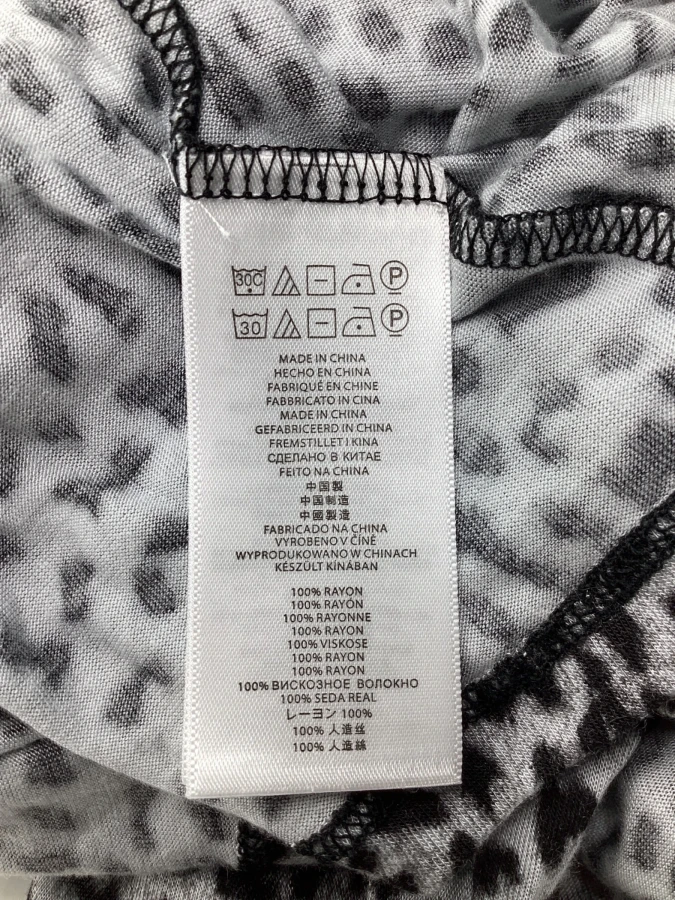 30C P
30 P
MADE IN CHINA
HECHO EN CHINA
FABRIQUÉ EN CHINE
FABBRICATO IN CINA
MADE IN CHINA
GEFABRICEERD IN CHINA
FREMSTILLET I KINA
СДЕЛАНО В КИТАЕ
FEITO NA CHINA
中国製
中国制造
中國製造
FABRICADO NA CHINA
VYROBENO V ČÍNĚ
WYPRODUKOWANO W CHINACH
KÉSZÜLT KÍNÁBAN
100% RAYON
100% RAYÓN
100% RAYONNE
100% RAYON
100% VISKOSE
100% RAYON
100% RAYON
100% ВИСКОЗНОЕ ВОЛОКНО
100% SEDA REAL
レーヨン 100%
100% 人造丝
100% 人造絲